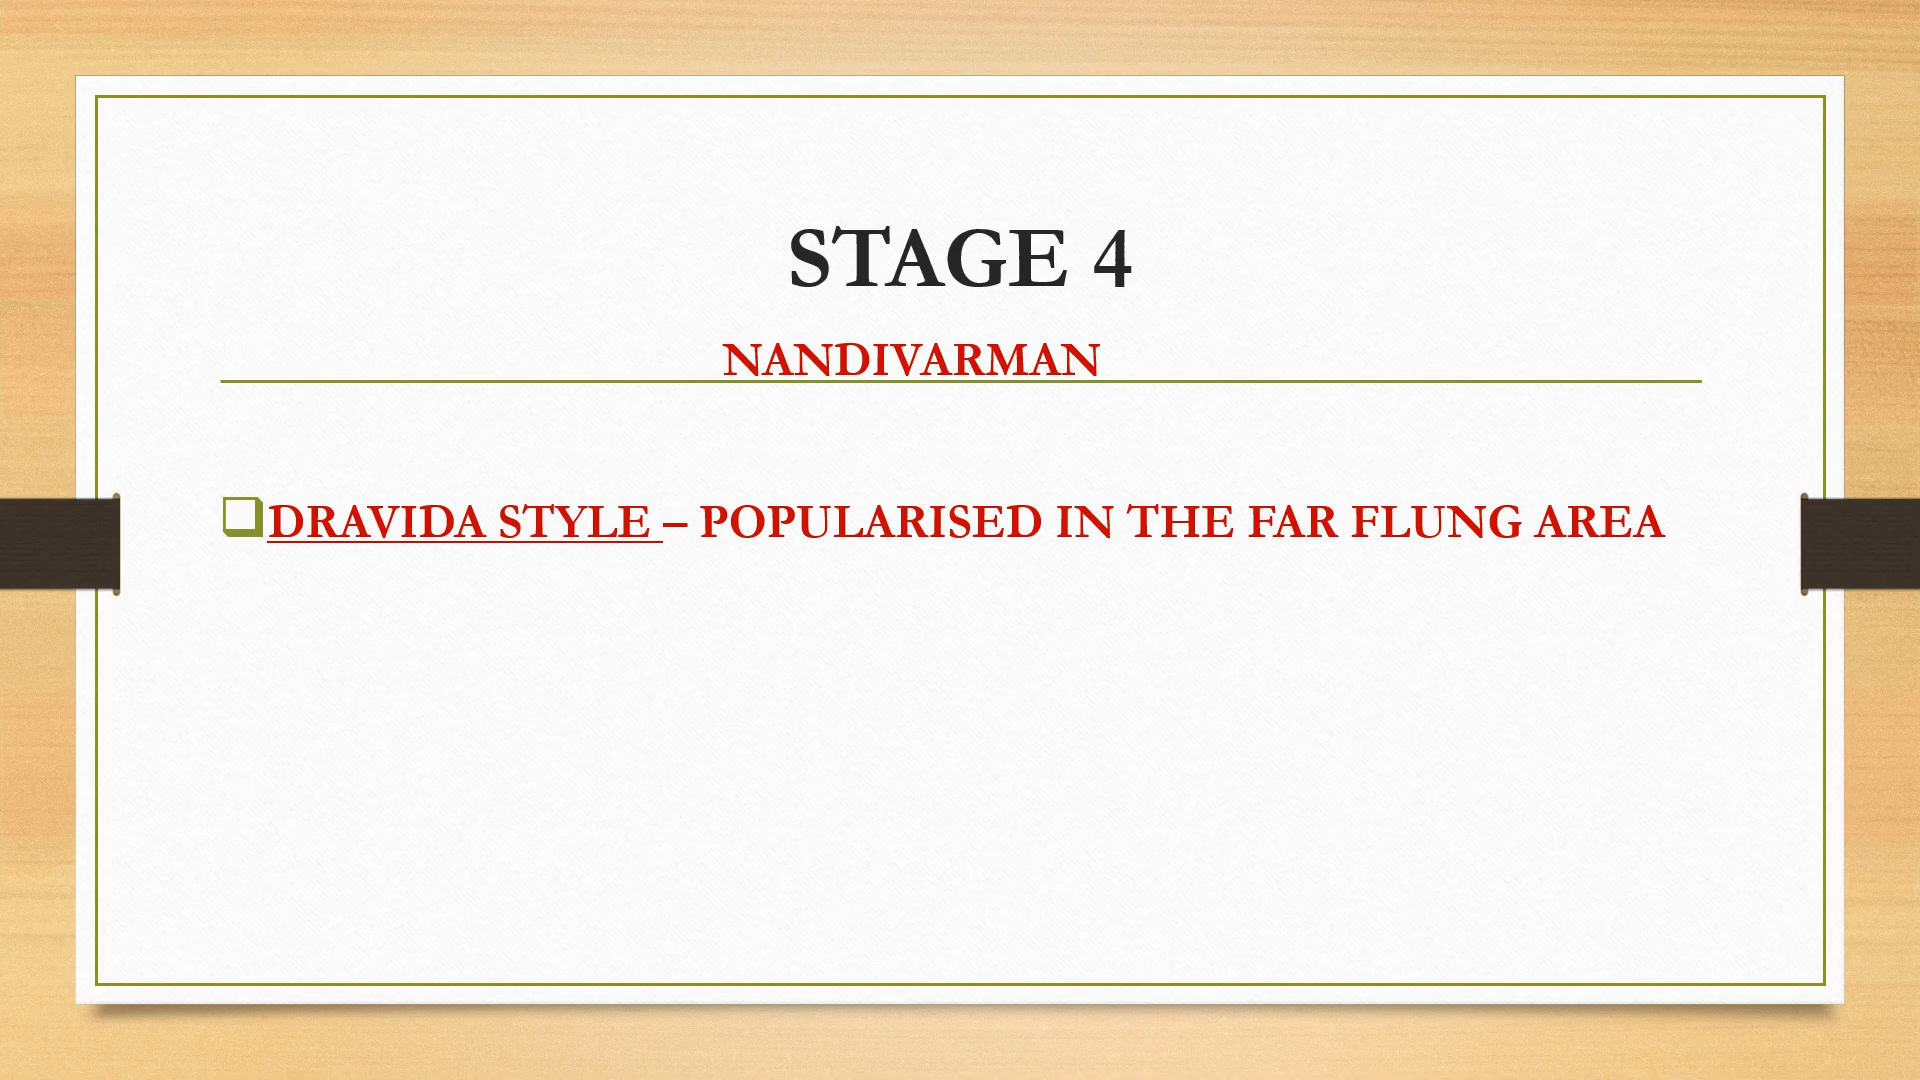 STAGE 4
NANDIVARMAN
DRAVIDA STYLE – POPULARISED IN THE FAR FLUNG AREA